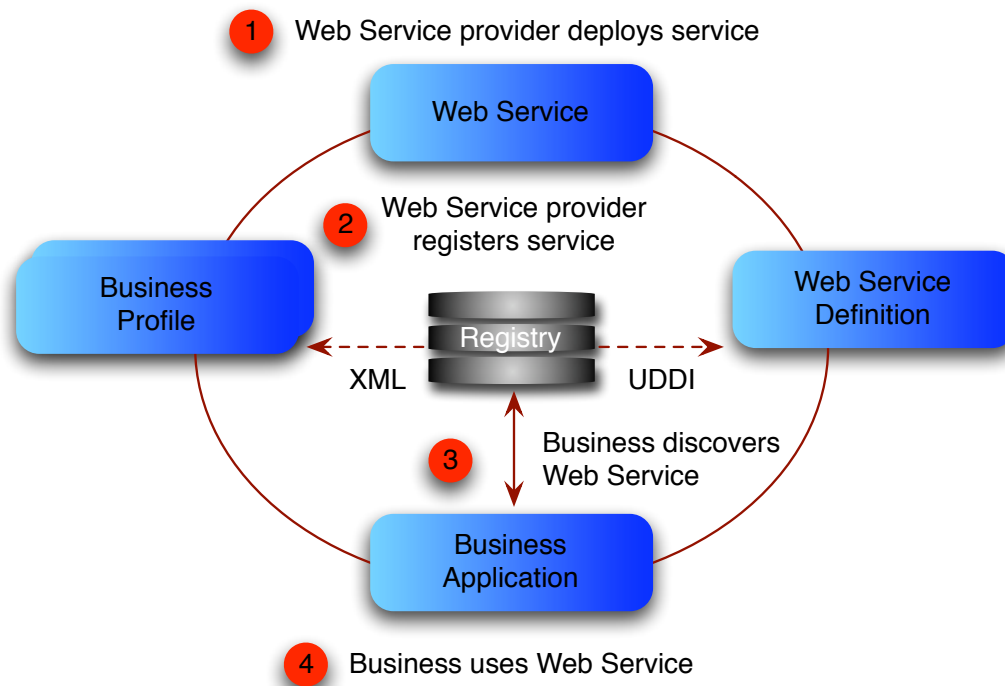 1 Web Service provider deploys service
Web Service
2 Web Service provider
registers service
Business
Profile
Web Service
Definition
Registry
XML
UDDI
3 Business discovers
Web Service
Business
Application
4 Business uses Web Service